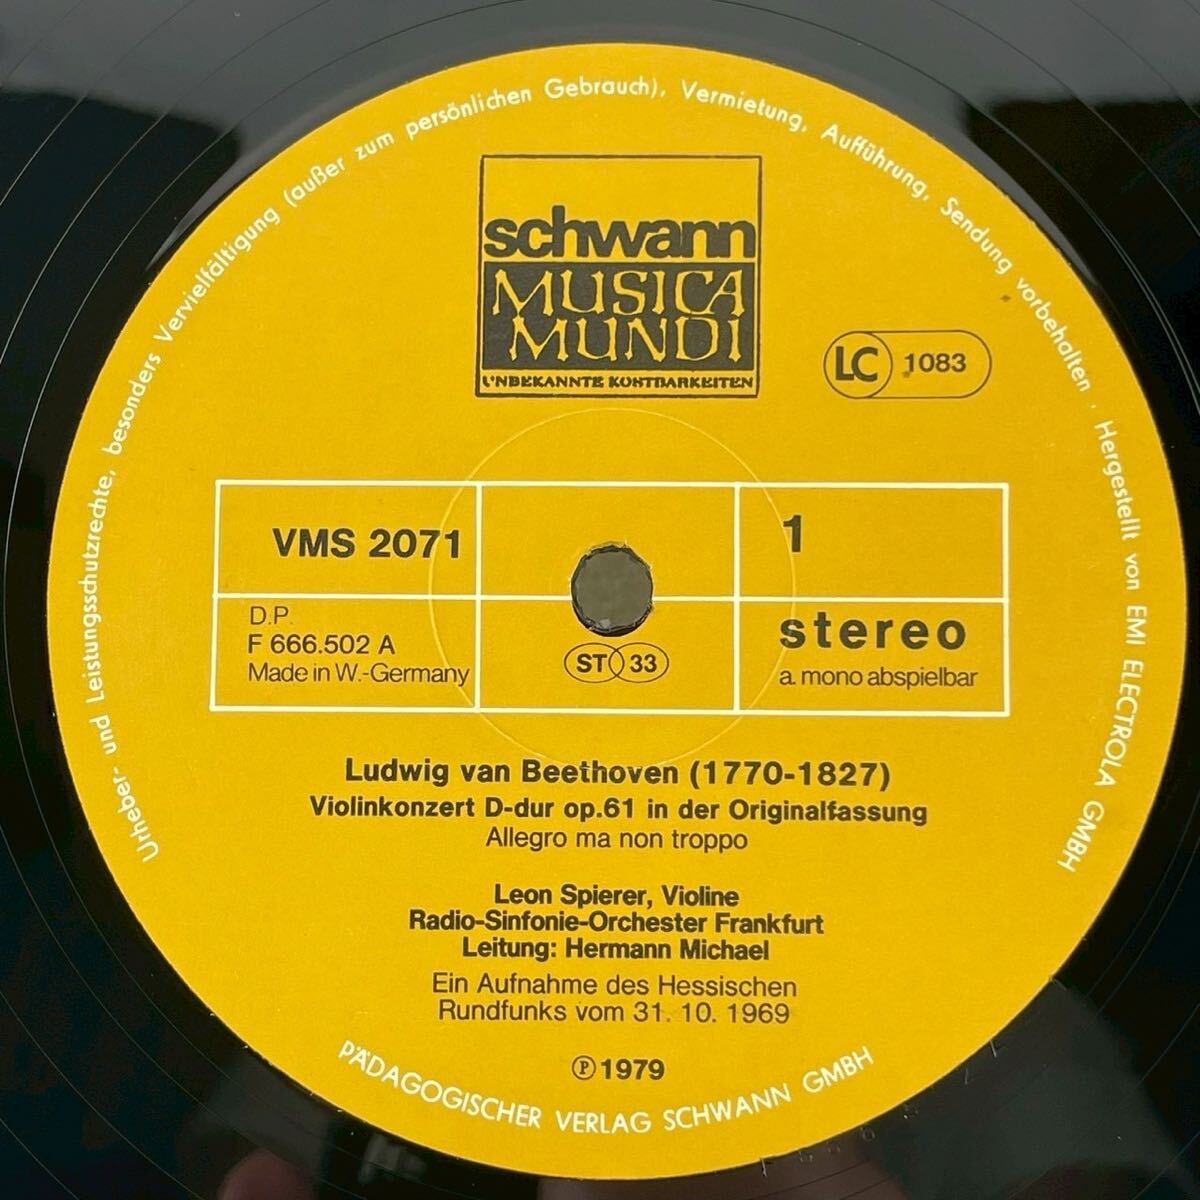 Urheber- und Leistungsschutzrechte, besonders Vervielfältigung (außer zum persönlichen Gebrauch), Vermietung, Aufführung, Sendung vorbehalten . Hergestellt von EMI ELECTROLA GMBH
schwann
MUSICA
MUNDI
UNBEKANNTE KOSTBARKEITEN
LC 1083
VMS 2071
1
D.P.
F 666.502 A
Made in W.-Germany
ST 33
stereo
a. mono abspielbar
Ludwig van Beethoven (1770-1827)
Violinkonzert D-dur op.61 in der Originalfassung
Allegro ma non troppo
Leon Spierer, Violine
Radio-Sinfonie-Orchester Frankfurt
Leitung: Hermann Michael
Ein Aufnahme des Hessischen
Rundfunks vom 31. 10. 1969
Ⓟ 1979
PÄDAGOGISCHER VERLAG SCHWANN GMBH